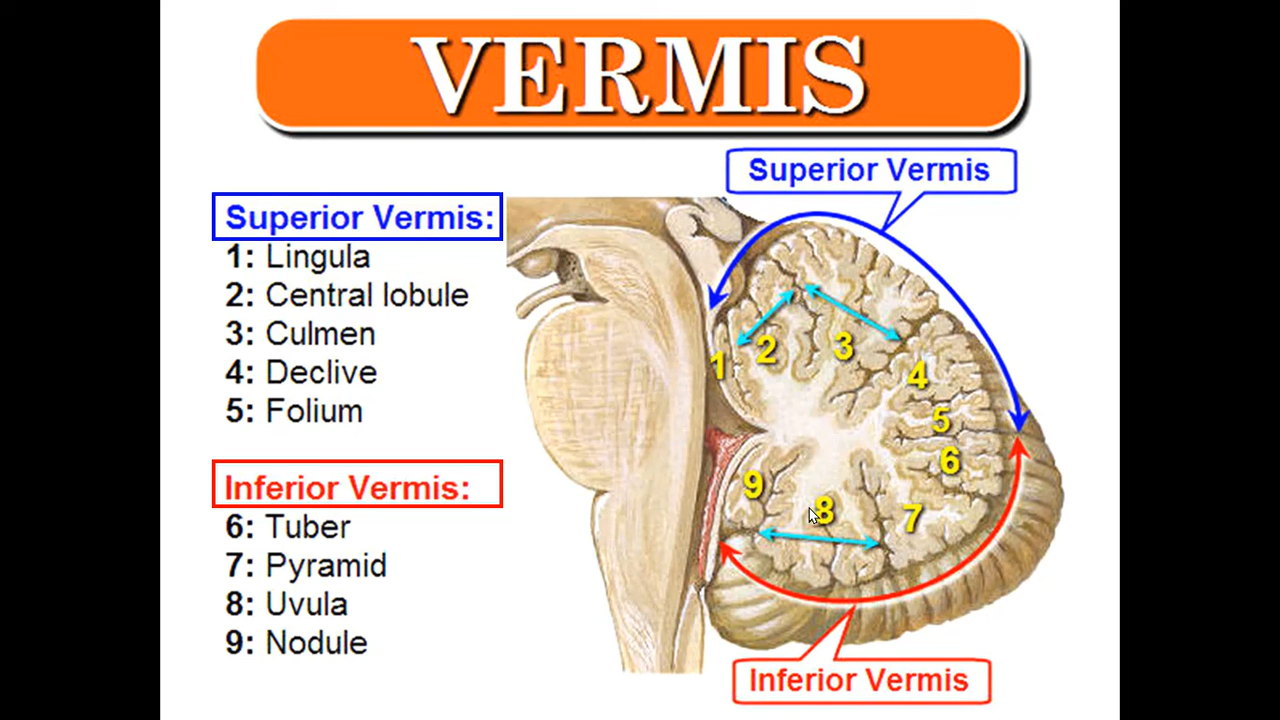 VERMIS
Superior Vermis
Superior Vermis:
1: Lingula
2: Central lobule
3: Culmen
4: Declive
5: Folium
Inferior Vermis:
6: Tuber
7: Pyramid
8: Uvula
9: Nodule
1
2
3
4
5
6
7
8
9
Inferior Vermis